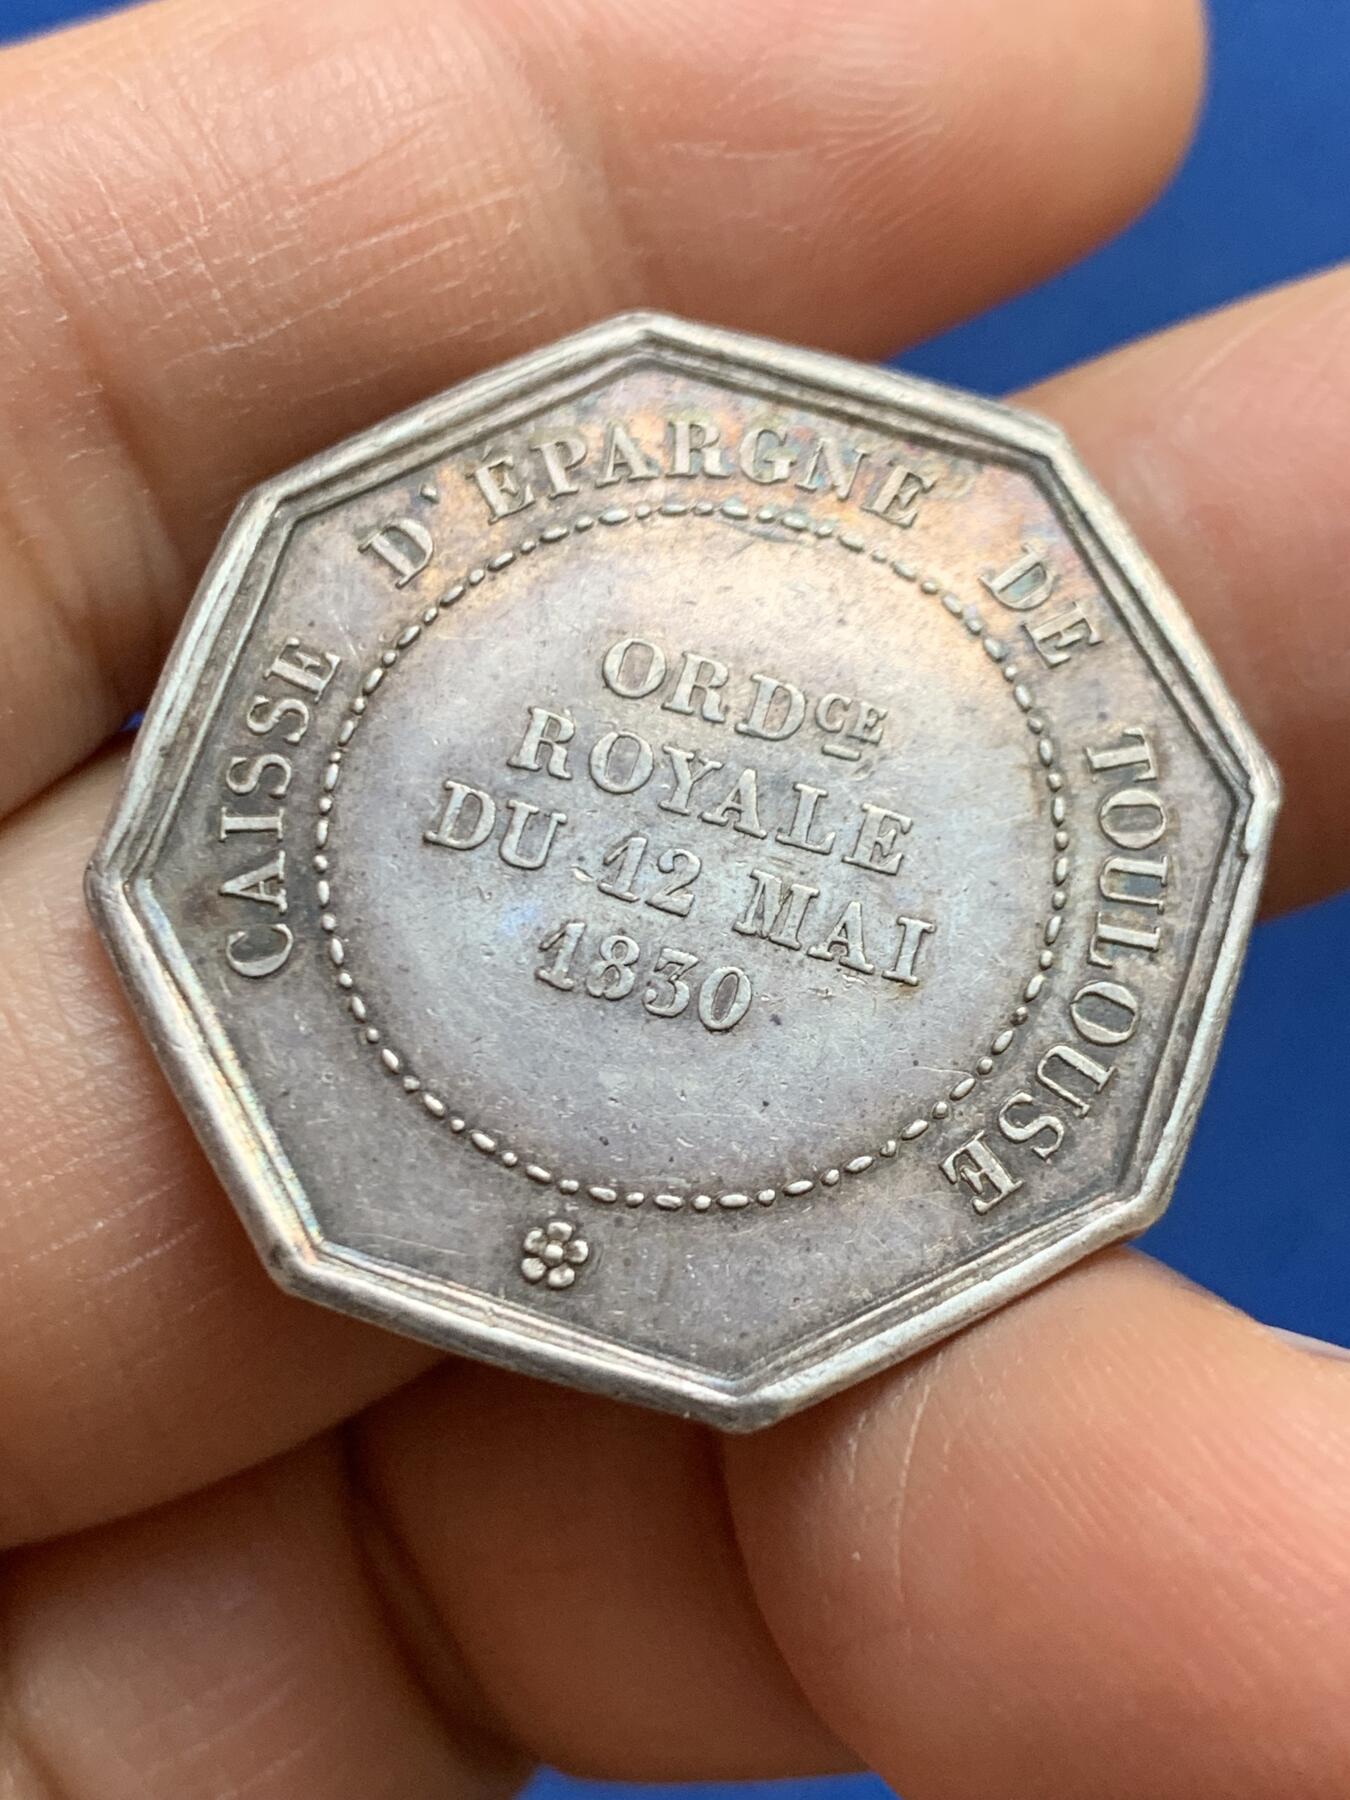 CAISSE D'ÉPARGNE DE TOULOUSE
ORDCE
ROYALE
DU 12 MAI
1830